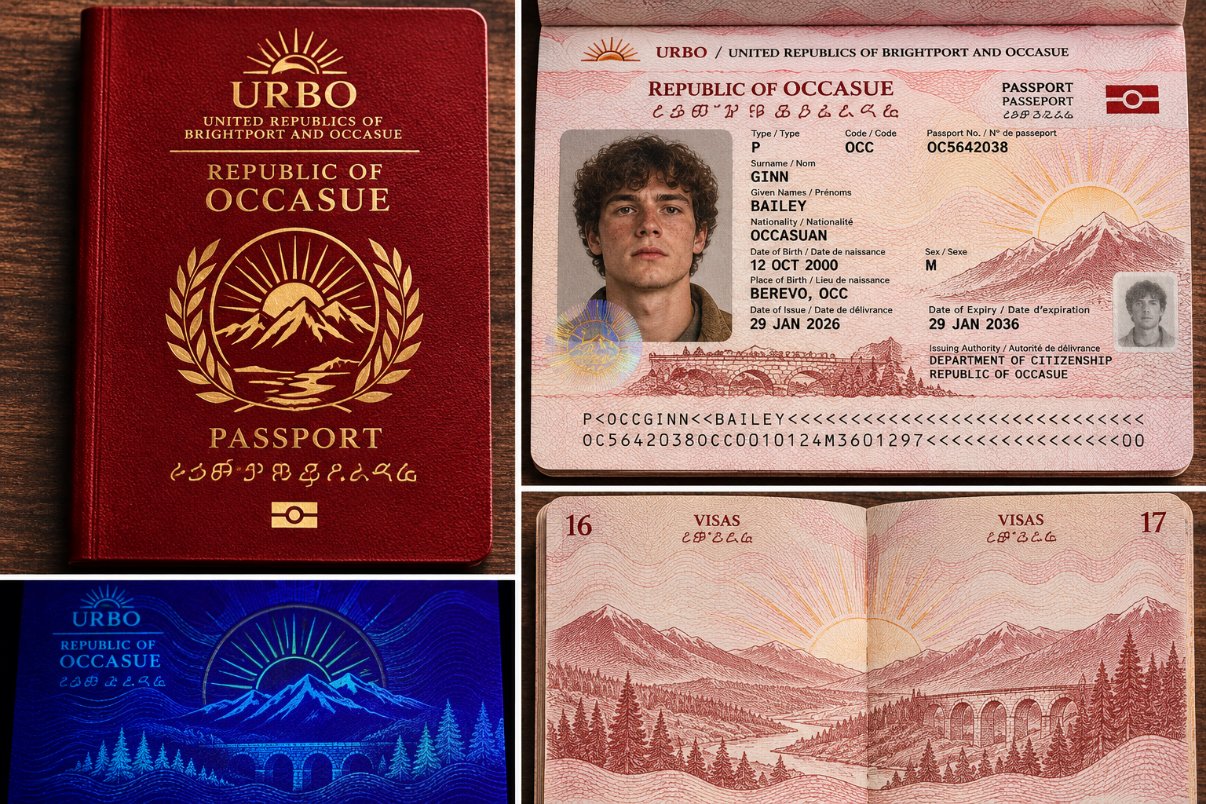 URBO
UNITED REPUBLICS OF
BRIGHTPORT AND OCCASUE
REPUBLIC OF
OCCASUE
PASSPORT
URBO / UNITED REPUBLICS OF BRIGHTPORT AND OCCASUE
REPUBLIC OF OCCASUE
PASSPORT
PASSEPORT
Type / Type
P
Code / Code
OCC
Passport No. / N° de passeport
OC5642038
Surname / Nom
GINN
Given Names / Prénoms
BAILEY
Nationality / Nationalité
OCCASUAN
Date of Birth / Date de naissance
12 OCT 2000
Sex / Sexe
M
Place of Birth / Lieu de naissance
BEREVO, OCC
Date of Issue / Date de délivrance
29 JAN 2026
Date of Expiry / Date d'expiration
29 JAN 2036
Issuing Authority / Autorité de délivrance
DEPARTMENT OF CITIZENSHIP
REPUBLIC OF OCCASUE
P<OCCGINN<<BAILEY<<<<<<<<<<<<<<<<<<<<<<<<<<<
OC56420380CC0010124M3601297<<<<<<<<<<<<<<<00
URBO
REPUBLIC OF
OCCASUE
16
VISAS
VISAS
17